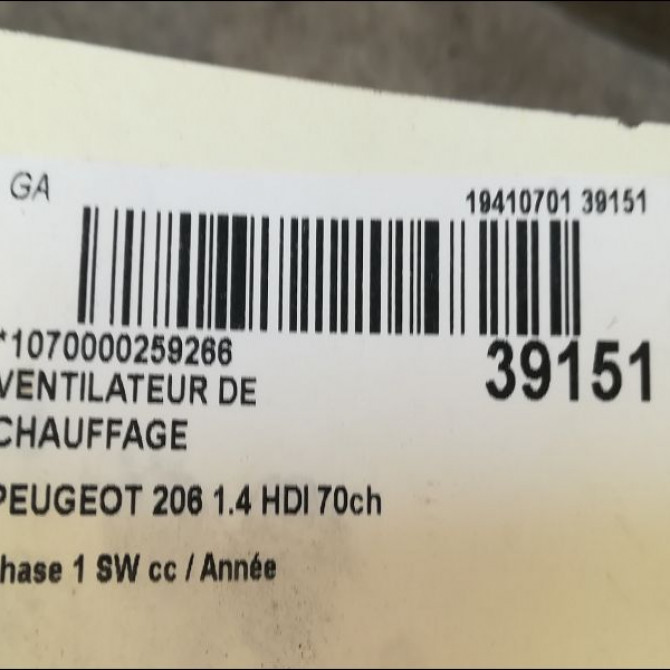 GA
19410701 39151
*1070000259266
39151
VENTILATEUR DE
CHAUFFAGE
PEUGEOT 206 1.4 HDI 70ch
hase 1 SW cc / Année